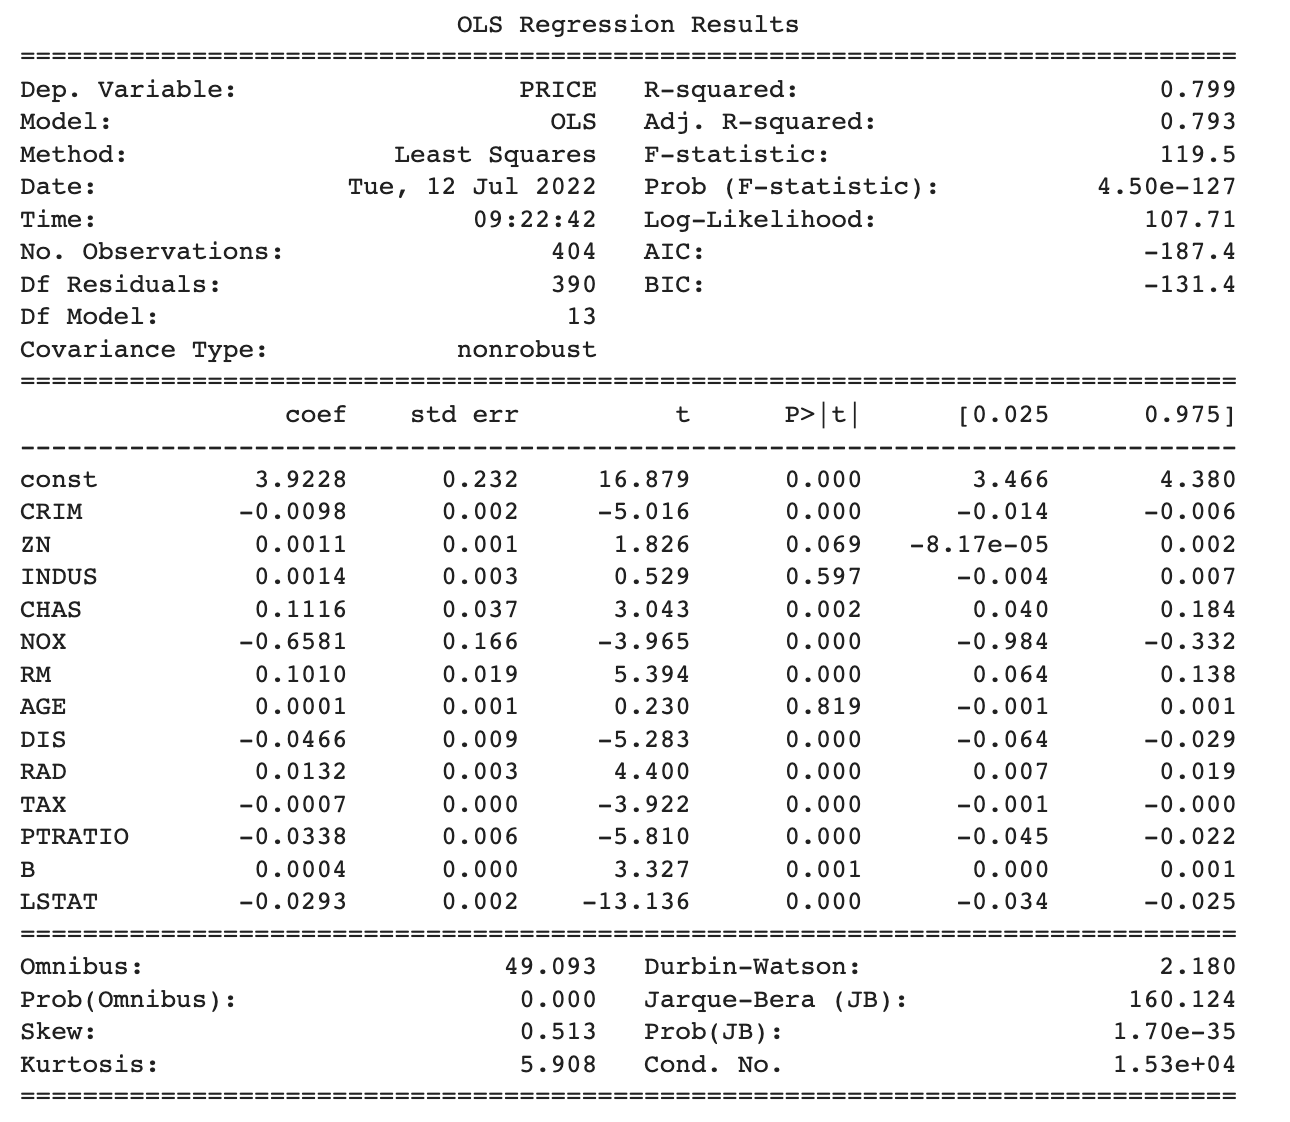 OLS Regression Results
==============================================================================
Dep. Variable:                  PRICE   R-squared:                       0.799
Model:                            OLS   Adj. R-squared:                  0.793
Method:                 Least Squares   F-statistic:                     119.5
Date:                Tue, 12 Jul 2022   Prob (F-statistic):          4.50e-127
Time:                        09:22:42   Log-Likelihood:                 107.71
No. Observations:                 404   AIC:                            -187.4
Df Residuals:                     390   BIC:                            -131.4
Df Model:                          13
Covariance Type:            nonrobust
==============================================================================
                 coef    std err          t      P>|t|      [0.025      0.975]
------------------------------------------------------------------------------
const          3.9228      0.232     16.879      0.000       3.466       4.380
CRIM          -0.0098      0.002     -5.016      0.000      -0.014      -0.006
ZN             0.0011      0.001      1.826      0.069   -8.17e-05       0.002
INDUS          0.0014      0.003      0.529      0.597      -0.004       0.007
CHAS           0.1116      0.037      3.043      0.002       0.040       0.184
NOX           -0.6581      0.166     -3.965      0.000      -0.984      -0.332
RM             0.1010      0.019      5.394      0.000       0.064       0.138
AGE            0.0001      0.001      0.230      0.819      -0.001       0.001
DIS           -0.0466      0.009     -5.283      0.000      -0.064      -0.029
RAD            0.0132      0.003      4.400      0.000       0.007       0.019
TAX           -0.0007      0.000     -3.922      0.000      -0.001      -0.000
PTRATIO       -0.0338      0.006     -5.810      0.000      -0.045      -0.022
B              0.0004      0.000      3.327      0.001       0.000       0.001
LSTAT         -0.0293      0.002    -13.136      0.000      -0.034      -0.025
==============================================================================
Omnibus:                       49.093   Durbin-Watson:                   2.180
Prob(Omnibus):                  0.000   Jarque-Bera (JB):              160.124
Skew:                           0.513   Prob(JB):                     1.70e-35
Kurtosis:                       5.908   Cond. No.                     1.53e+04
==============================================================================